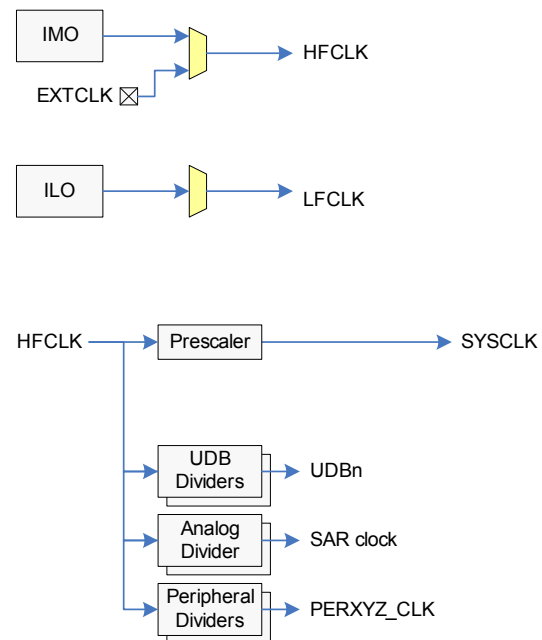 IMO
HFCLK
EXTCLK
ILO
LFCLK
HFCLK
Prescaler
SYSCLK
UDB
Dividers
UDBn
Analog
Divider
SAR clock
Peripheral
Dividers
PERXYZ_CLK